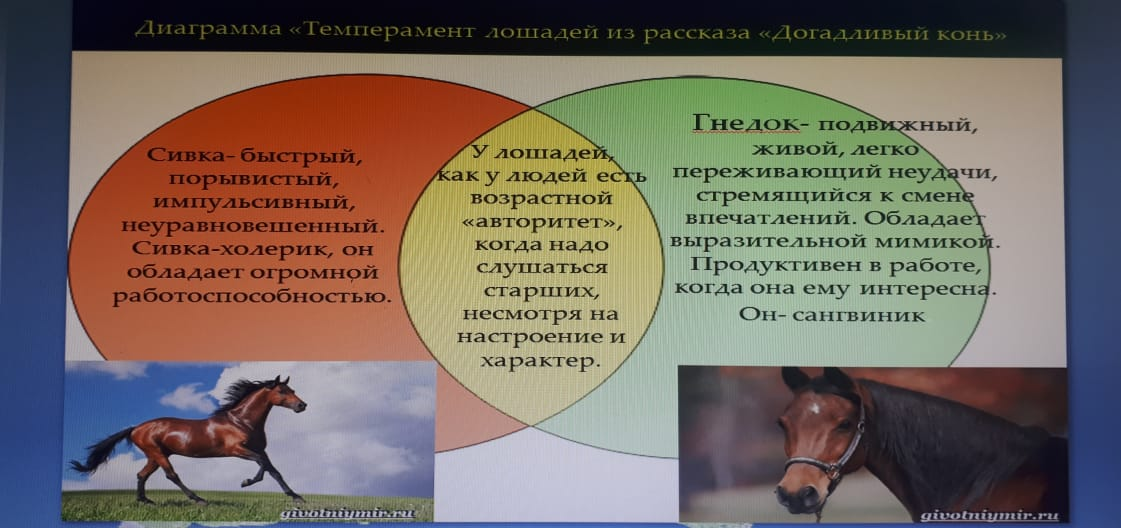 Диаграмма «Темперамент лошадей из рассказа «Догадливый конь»
Сивка- быстрый,
порывистый,
импульсивный,
неуравновешенный.
Сивка-холерик, он
обладает огромной
работоспособностью.
У лошадей,
как у людей есть
возрастной
«авторитет»,
когда надо
слушаться
старших,
несмотря на
настроение и
характер.
Гнедок- подвижный,
живой, легко
переживающий неудачи,
стремящийся к смене
впечатлений. Обладает
выразительной мимикой.
Продуктивен в работе,
когда она ему интересна.
Он- сангвиник
givotniymir.ru
givotniymir.ru